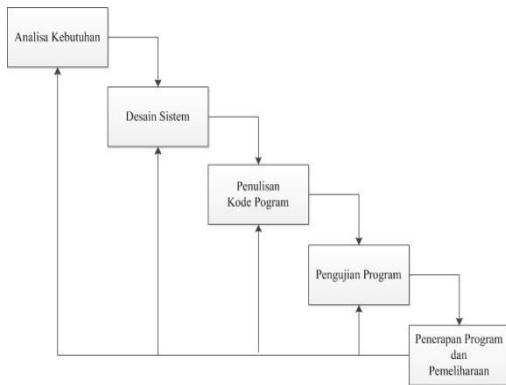 Analisa Kebutuhan
Desain Sistem
Penulisan
Kode Pogram
Pengujian Program
Penerapan Program
dan
Pemeliharaan